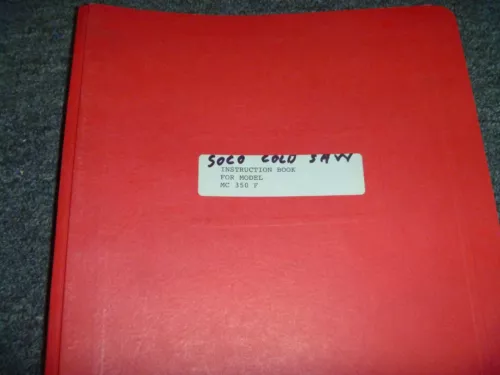 SOCO COLD SAW
INSTRUCTION BOOK
FOR MODEL
MC 350 F